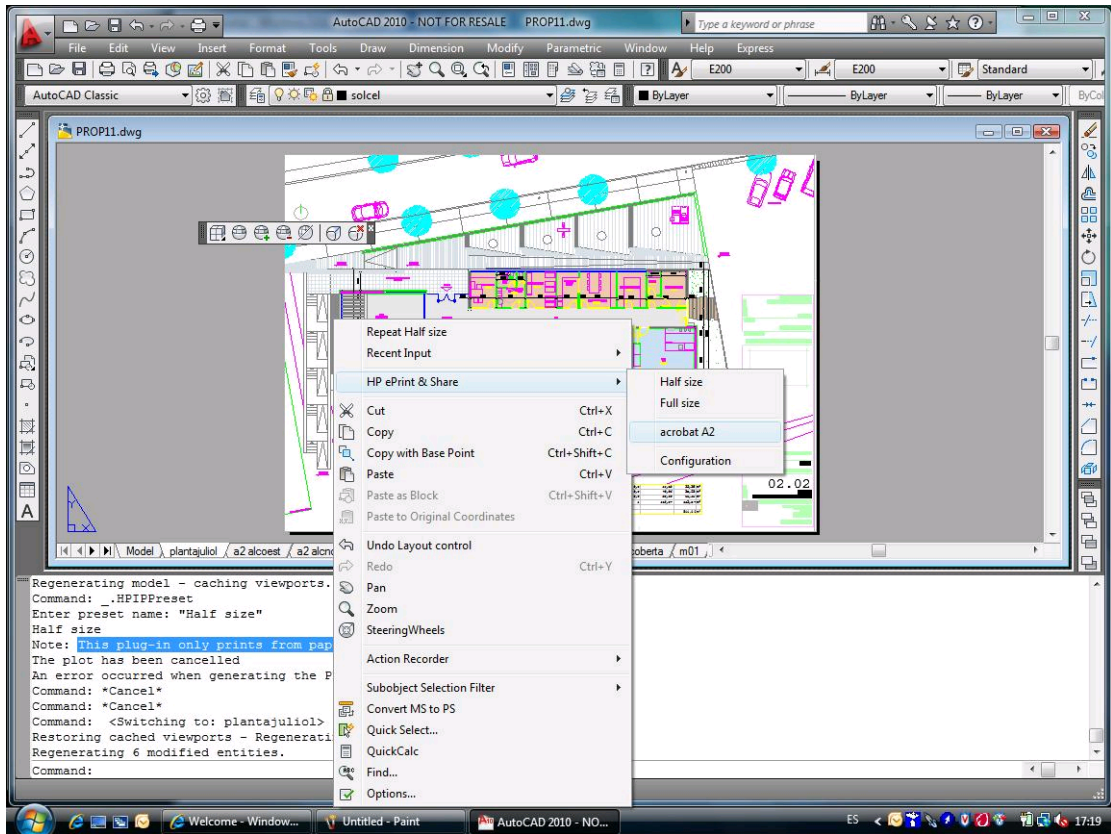 AutoCAD 2010 - NOT FOR RESALE PROP11.dwg
Type a keyword or phrase
File Edit View Insert Format Tools Draw Dimension Modify Parametric Window Help Express
E200 E200 Standard
AutoCAD Classic solcel ByLayer ByLayer ByLayer ByCol
PROP11.dwg
Repeat Half size
Recent Input
HP ePrint & Share
Half size
Full size
acrobat A2
Configuration
Cut Ctrl+X
Copy Ctrl+C
Copy with Base Point Ctrl+Shift+C
Paste Ctrl+V
Paste as Block Ctrl+Shift+V
Paste to Original Coordinates
Undo Layout control
Redo Ctrl+Y
Pan
Zoom
SteeringWheels
Action Recorder
Subobject Selection Filter
Convert MS to PS
Quick Select...
QuickCalc
Find...
Options...
02.02
Model plantajuliol a2 alcoest a2 alcno coberta m01
Regenerating model - caching viewports.
Command: _.HPIPPreset
Enter preset name: "Half size"
Half size
Note: This plug-in only prints from pap
The plot has been cancelled
An error occurred when generating the P
Command: *Cancel*
Command: *Cancel*
Command: <Switching to: plantajuliol>
Restoring cached viewports - Regenerati
Regenerating 6 modified entities.
Command:
Welcome - Window... Untitled - Paint AutoCAD 2010 - NO... ES 17:19